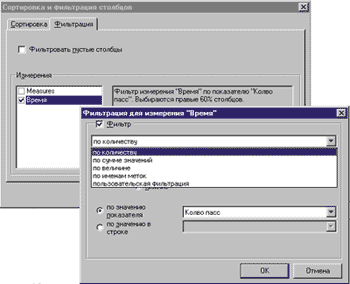 Сортировка и фильтрация столбцов
Сортировка Фильтрация
Фильтровать пустые столбцы
Измерения
Measures
Время
Фильтр измерения "Время" по показателю "Колво
пасс". Выбираются правые 60% столбцов.
Фильтрация для измерения "Время"
Фильтр
по количеству
по количеству
по сумме значений
по величине
по именам меток
пользовательская фильтрация
по значению
показателя
Колво пасс
по значению в
строке
OK
Отмена